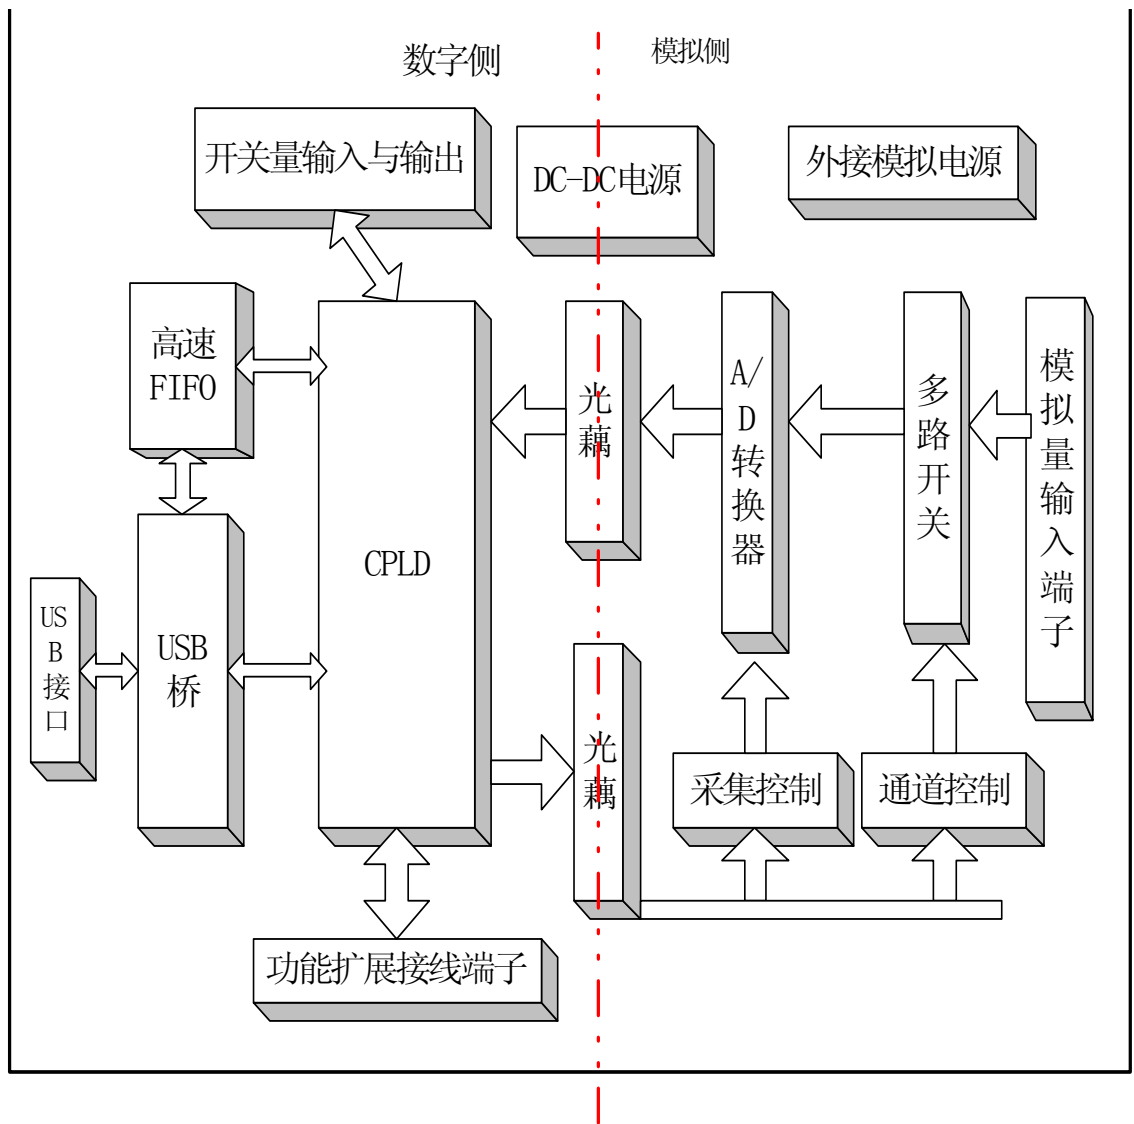 数字侧
模拟侧
开关量输入与输出
DC-DC电源
外接模拟电源
高速
FIFO
CPLD
光
藕
A/
D
转
换
器
多
路
开
关
模
拟
量
输
入
端
子
US
B
接
口
USB
桥
光
藕
采集控制
通道控制
功能扩展接线端子